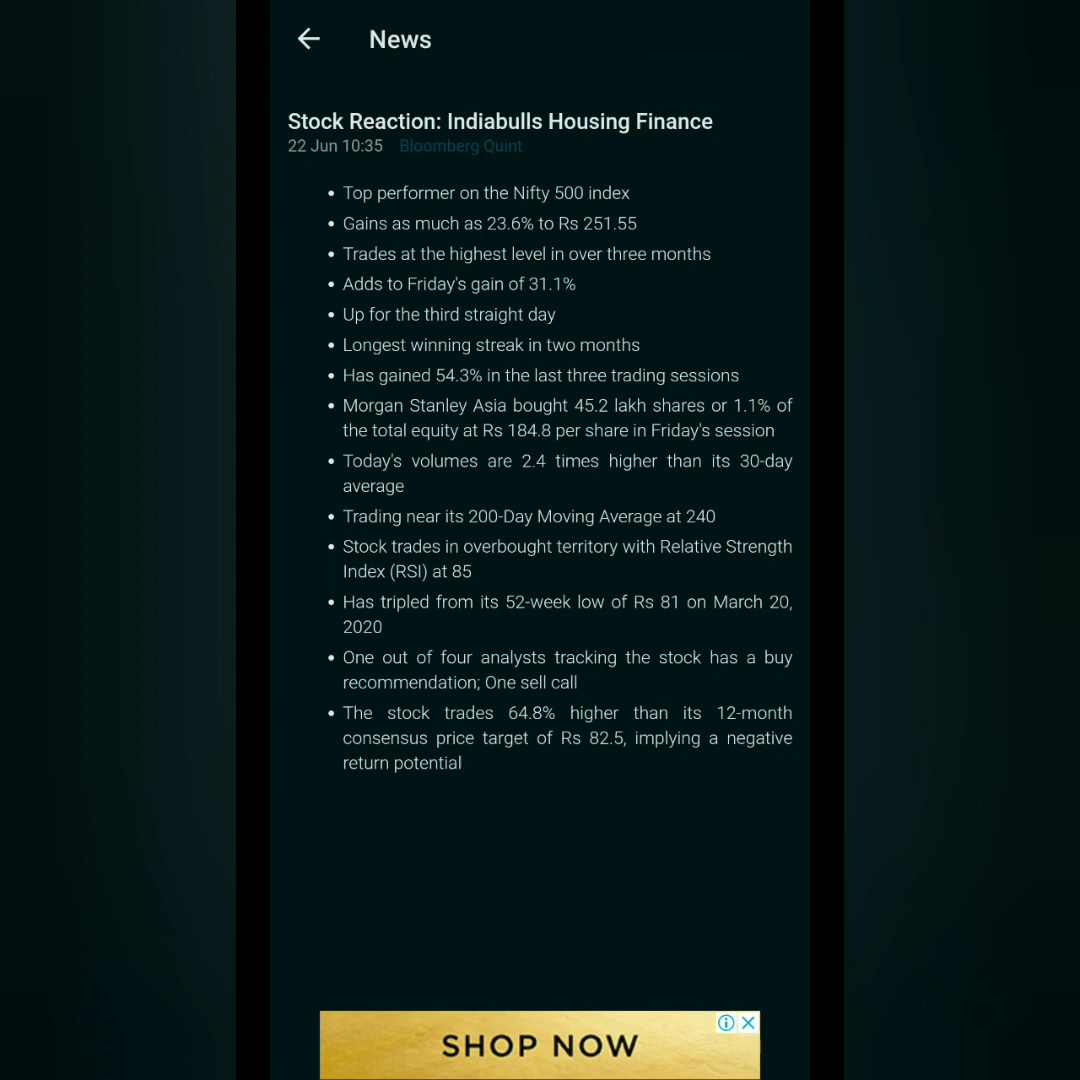 News
Stock Reaction: Indiabulls Housing Finance
22 Jun 10:35 Bloomberg Quint
• Top performer on the Nifty 500 index
• Gains as much as 23.6% to Rs 251.55
• Trades at the highest level in over three months
• Adds to Friday's gain of 31.1%
• Up for the third straight day
• Longest winning streak in two months
• Has gained 54.3% in the last three trading sessions
• Morgan Stanley Asia bought 45.2 lakh shares or 1.1% of
the total equity at Rs 184.8 per share in Friday's session
• Today's volumes are 2.4 times higher than its 30-day
average
• Trading near its 200-Day Moving Average at 240
• Stock trades in overbought territory with Relative Strength
Index (RSI) at 85
• Has tripled from its 52-week low of Rs 81 on March 20,
2020
• One out of four analysts tracking the stock has a buy
recommendation; One sell call
• The stock trades 64.8% higher than its 12-month
consensus price target of Rs 82.5, implying a negative
return potential
SHOP NOW